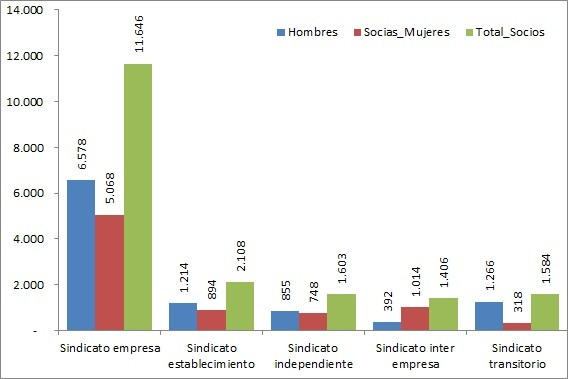 14.000
12.000
10.000
8.000
6.000
4.000
2.000
-
Hombres Socias_Mujeres Total_Socios
6.578 5.068 11.646
1.214 894 2.108
855 748 1.603
392 1.014 1.406
1.266 318 1.584
Sindicato empresa
Sindicato
establecimiento
Sindicato
independiente
Sindicato inter
empresa
Sindicato
transitorio